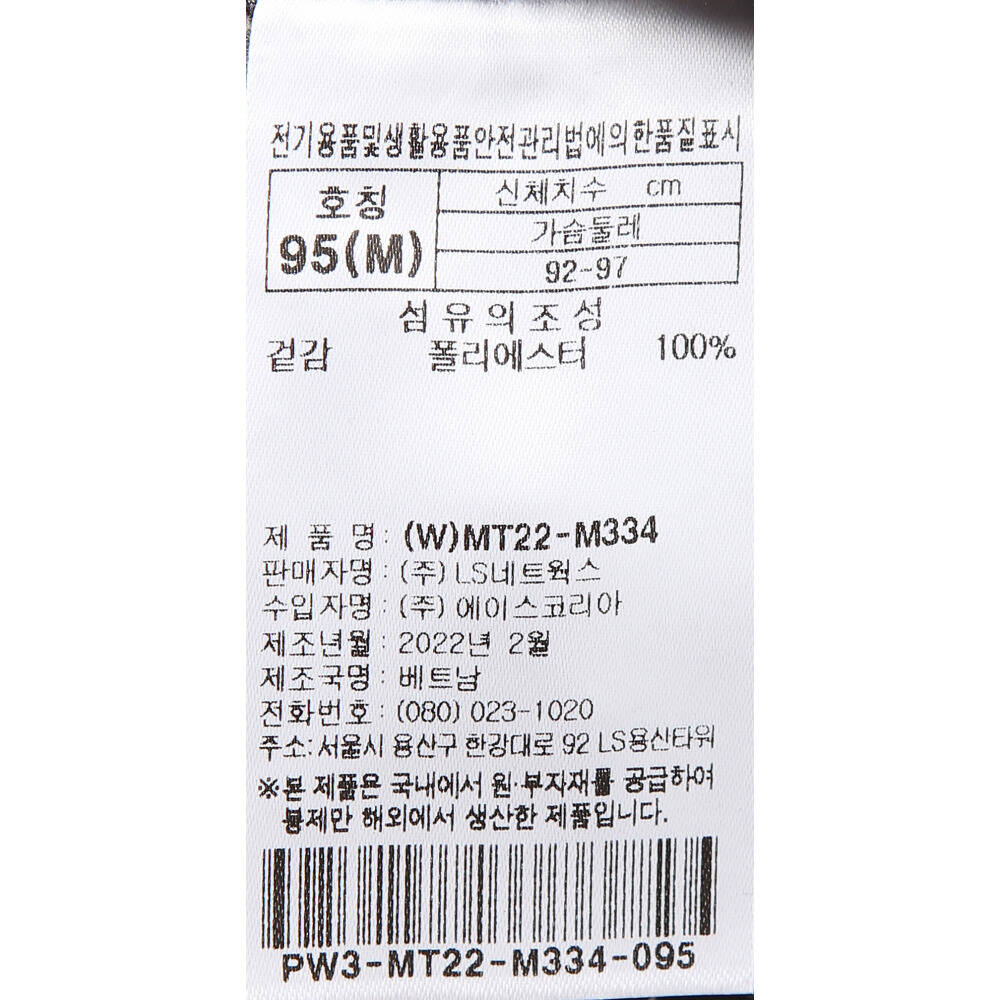 전기용품및생활용품안전관리법에의한품질표시
호칭
95(M)
신체치수 cm
가슴둘레
92-97
섬유의조성
겉감 폴리에스터 100%
제 품 명: (W)MT22-M334
판매자명: (주)LS네트웍스
수입자명: (주)에이스코리아
제조년월: 2022년 2월
제조국명: 베트남
전화번호: (080) 023-1020
주소: 서울시 용산구 한강대로 92 LS용산타워
※본 제품은 국내에서 원·부자재를 공급하여
봉제만 해외에서 생산한 제품입니다.
PW3-MT22-M334-095